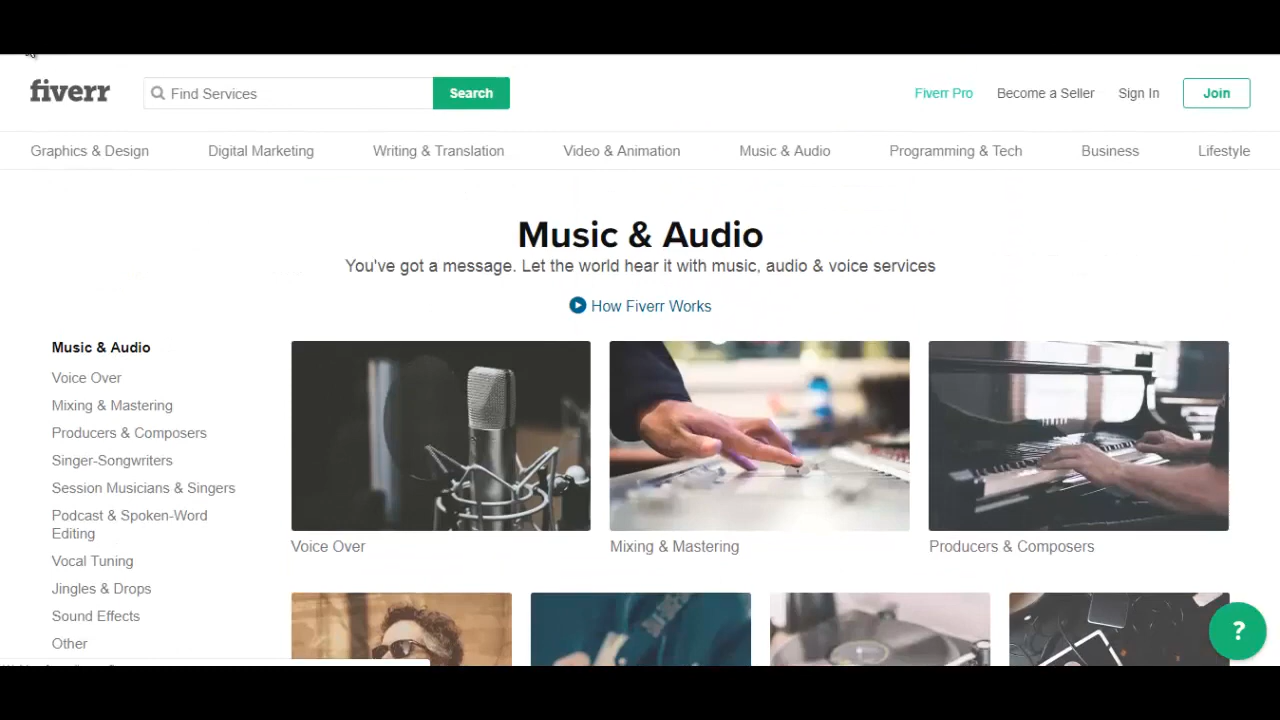 fiverr
Find Services
Search
Fiverr Pro
Become a Seller
Sign In
Join
Graphics & Design
Digital Marketing
Writing & Translation
Video & Animation
Music & Audio
Programming & Tech
Business
Lifestyle
Music & Audio
You've got a message. Let the world hear it with music, audio & voice services
How Fiverr Works
Music & Audio
Voice Over
Mixing & Mastering
Producers & Composers
Singer-Songwriters
Session Musicians & Singers
Podcast & Spoken-Word
Editing
Vocal Tuning
Jingles & Drops
Sound Effects
Other
Voice Over
Mixing & Mastering
Producers & Composers
?